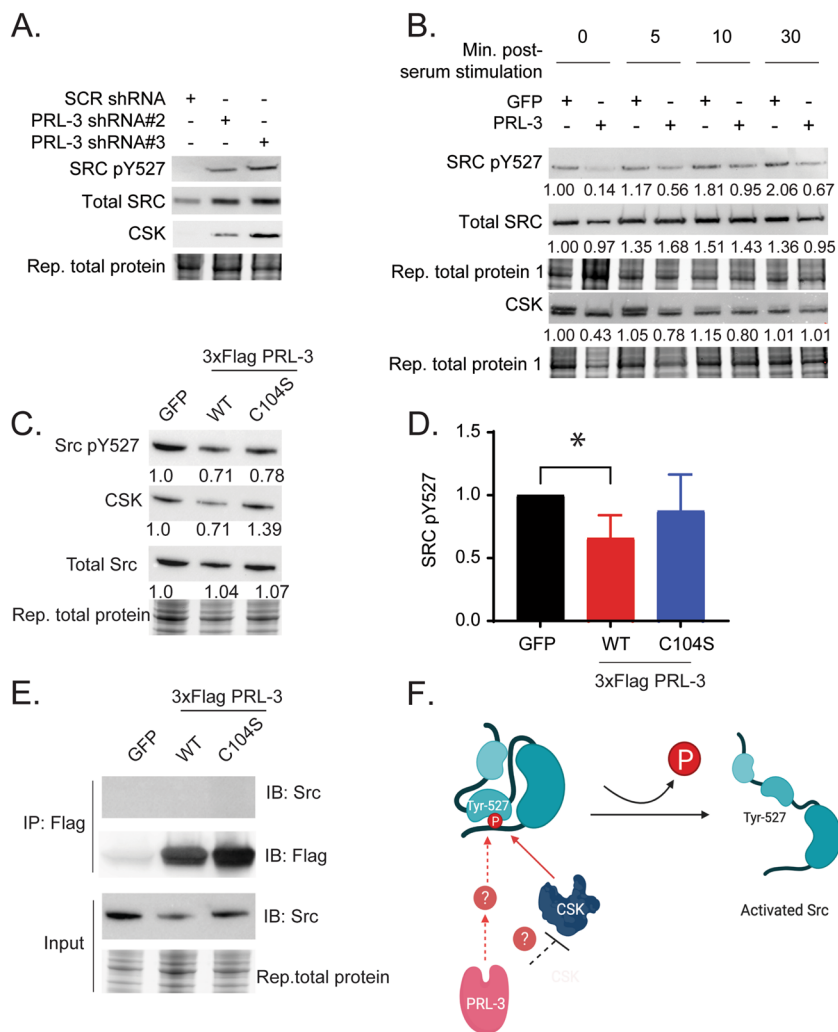 A.
SCR shRNA + - -
PRL-3 shRNA#2 - + -
PRL-3 shRNA#3 - - +
SRC pY527
Total SRC
CSK
Rep. total protein
B.
Min. post-
serum stimulation
0 5 10 30
GFP + - + - + - + -
PRL-3 - + - + - + - +
SRC pY527
1.00 0.14 1.17 0.56 1.81 0.95 2.06 0.67
Total SRC
1.00 0.97 1.35 1.68 1.51 1.43 1.36 0.95
Rep. total protein 1
CSK
1.00 0.43 1.05 0.78 1.15 0.80 1.01 1.01
Rep. total protein 1
C.
3xFlag PRL-3
GFP WT C104S
Src pY527
1.0 0.71 0.78
CSK
1.0 0.71 1.39
Total Src
1.0 1.04 1.07
Rep. total protein
D.
SRC pY527
1.5
1.0
0.5
0.0
*
GFP WT C104S
3xFlag PRL-3
E.
3xFlag PRL-3
GFP WT C104S
IP: Flag
IB: Src
IB: Flag
Input
IB: Src
Rep.total protein
F.
Tyr-527
P
P
Tyr-527
Activated Src
?
CSK
?
CSK
PRL-3